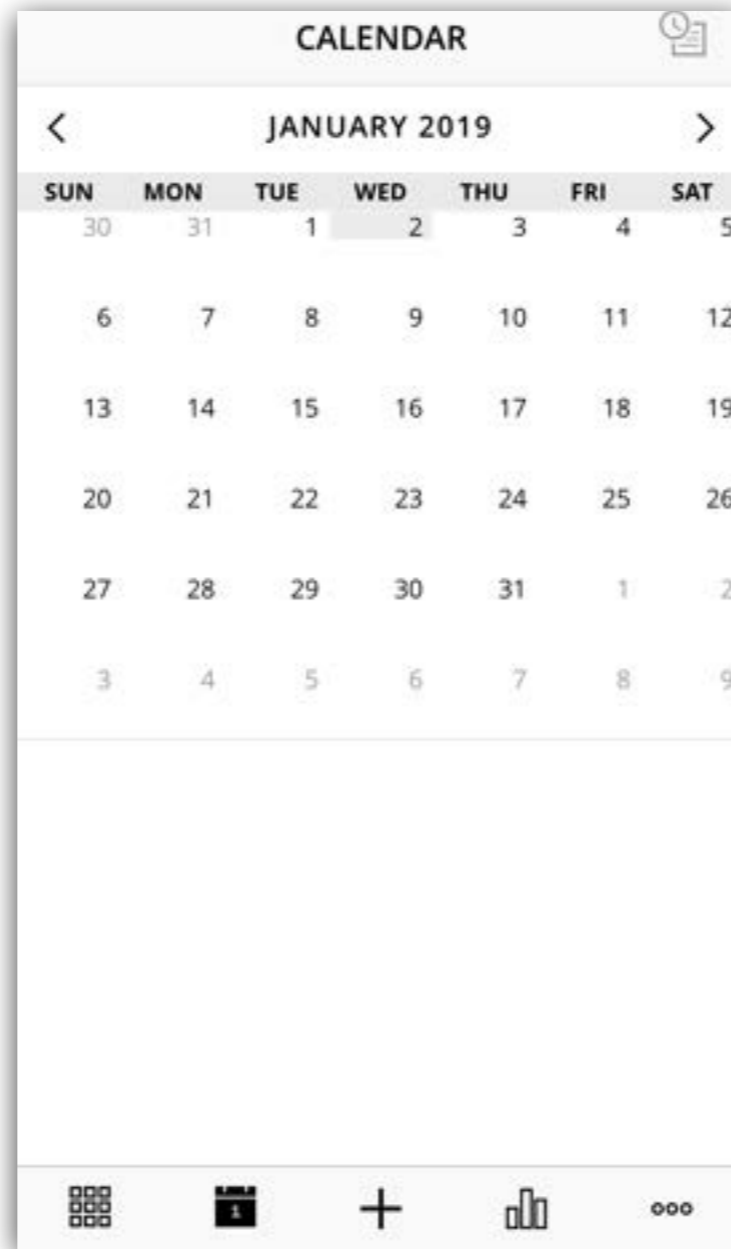 CALENDAR
JANUARY 2019
SUN MON TUE WED THU FRI SAT
30 31 1 2 3 4 5
6 7 8 9 10 11 12
13 14 15 16 17 18 19
20 21 22 23 24 25 26
27 28 29 30 31 1 2
3 4 5 6 7 8 9
1